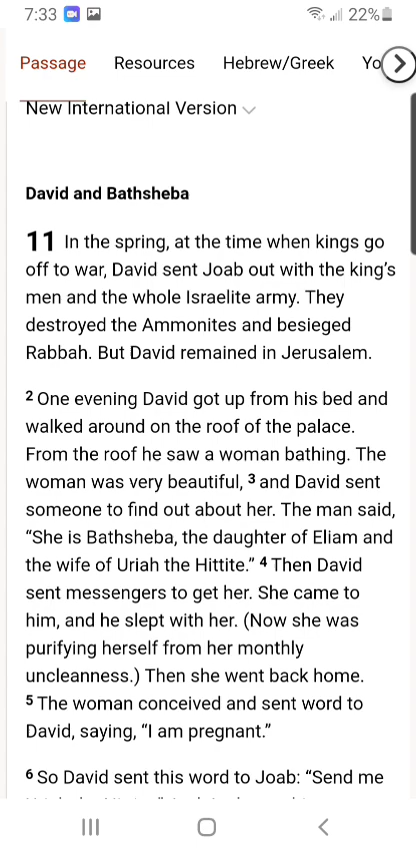 7:33
22%
Passage Resources Hebrew/Greek Yo
New International Version
David and Bathsheba
11 In the spring, at the time when kings go
off to war, David sent Joab out with the king’s
men and the whole Israelite army. They
destroyed the Ammonites and besieged
Rabbah. But David remained in Jerusalem.
2 One evening David got up from his bed and
walked around on the roof of the palace.
From the roof he saw a woman bathing. The
woman was very beautiful, 3 and David sent
someone to find out about her. The man said,
“She is Bathsheba, the daughter of Eliam and
the wife of Uriah the Hittite.” 4 Then David
sent messengers to get her. She came to
him, and he slept with her. (Now she was
purifying herself from her monthly
uncleanness.) Then she went back home.
5 The woman conceived and sent word to
David, saying, “I am pregnant.”
6 So David sent this word to Joab: “Send me